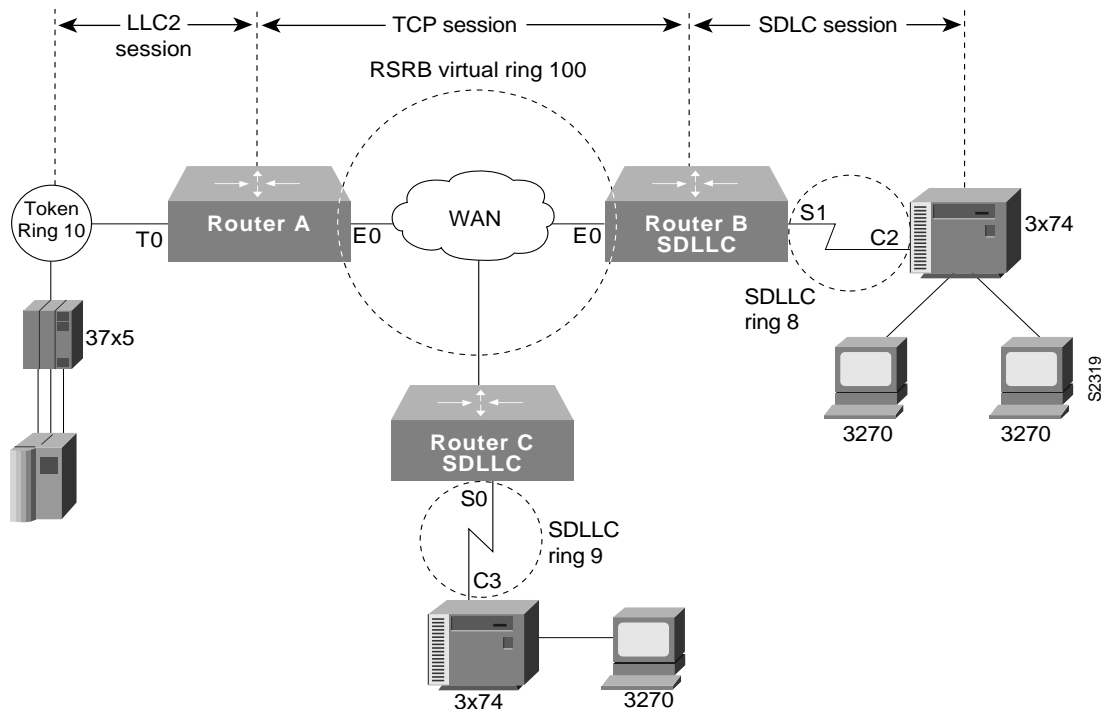 LLC2
session
TCP session
SDLC session
RSRB virtual ring 100
Token
Ring 10
T0
Router A
E0
WAN
E0
Router B
SDLLC
S1
C2
3x74
SDLLC
ring 8
37x5
3270
3270
S2319
Router C
SDLLC
S0
SDLLC
ring 9
C3
3x74
3270